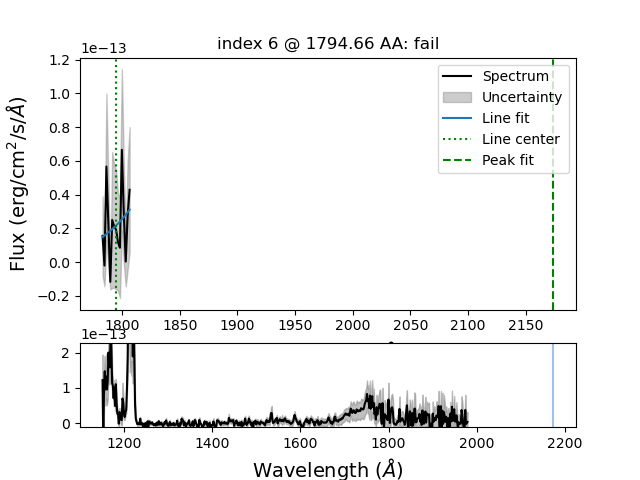 index 6 @ 1794.66 AA: fail
1e−13
1.2
1.0
0.8
0.6
0.4
0.2
0.0
−0.2
Flux (erg/cm²/s/Å)
Spectrum
Uncertainty
Line fit
Line center
Peak fit
1800 1850 1900 1950 2000 2050 2100 2150
1e−13
2
1
0
1200 1400 1600 1800 2000 2200
Wavelength (Å)